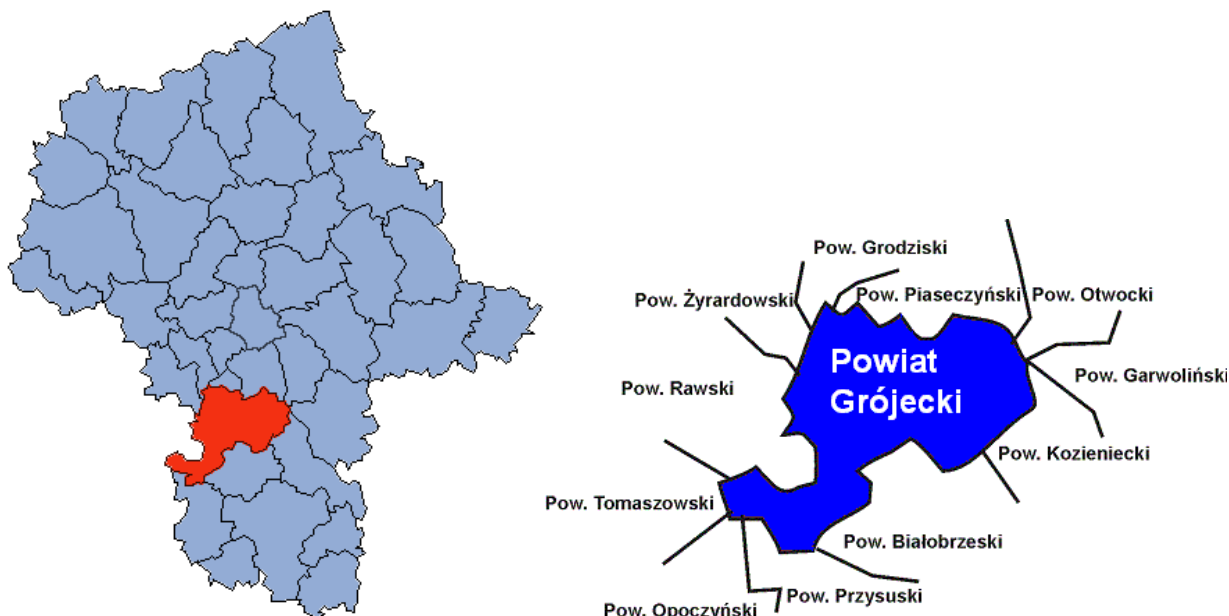 Pow. Grodziski
Pow. Żyrardowski
Pow. Piaseczyński
Pow. Otwocki
Powiat
Grójecki
Pow. Rawski
Pow. Garwoliński
Pow. Kozieniecki
Pow. Tomaszowski
Pow. Białobrzeski
Pow. Przysuski
Pow. Opoczyński